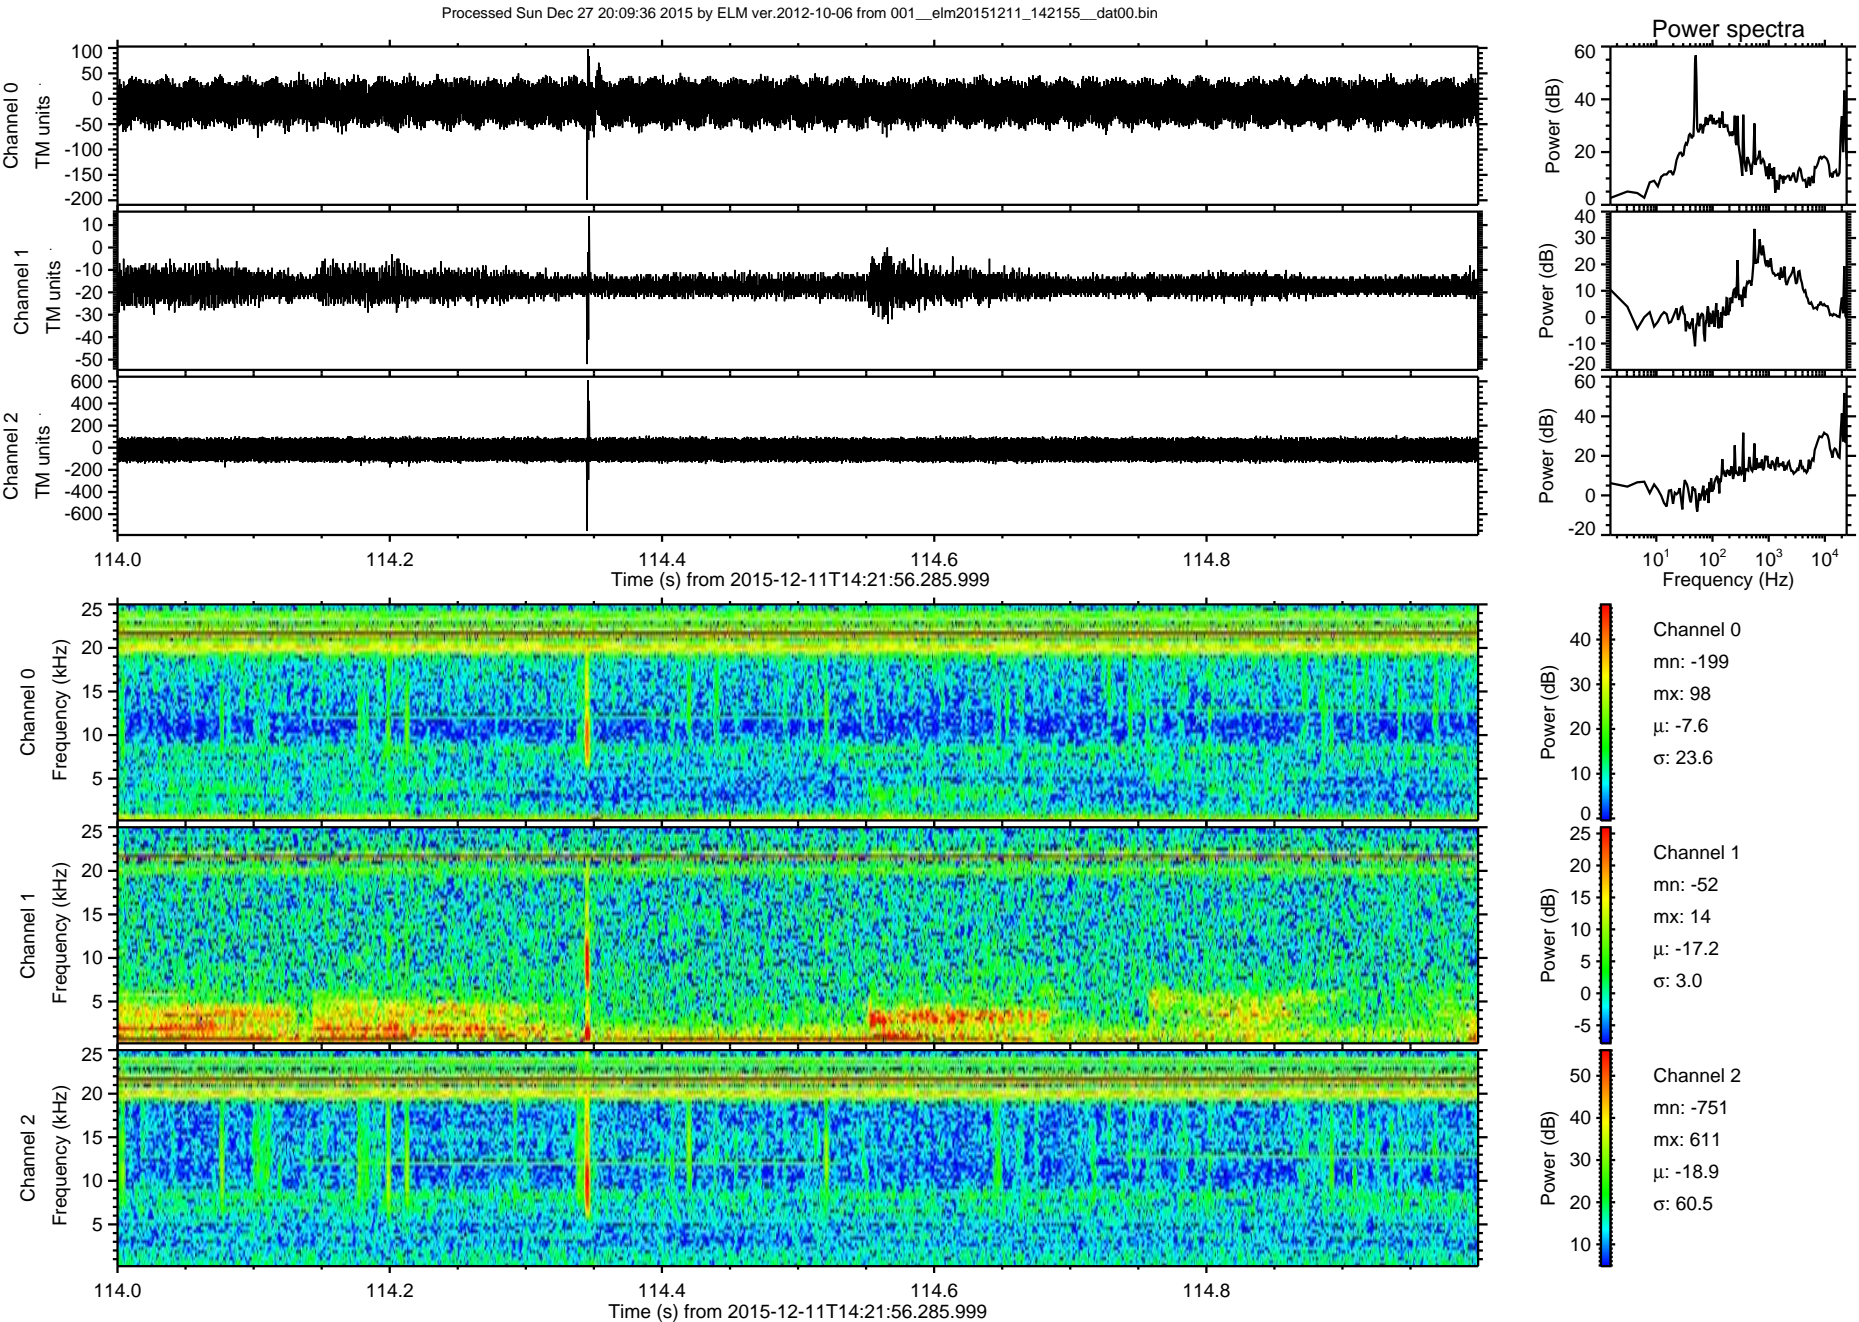 Processed Sun Dec 27 20:09:36 2015 by ELM ver.2012-10-06 from 001__elm20151211_142155__dat00.bin
Power spectra
Channel 0
TM units
100
50
0
-50
-100
-150
-200
Power (dB)
60
40
20
0
Channel 1
TM units
10
0
-10
-20
-30
-40
-50
Power (dB)
40
30
20
10
0
-10
-20
Channel 2
TM units
600
400
200
0
-200
-400
-600
Power (dB)
60
40
20
0
-20
114.0 114.2 114.4 114.6 114.8
Time (s) from 2015-12-11T14:21:56.285.999
10^1 10^2 10^3 10^4
Frequency (Hz)
Channel 0
Frequency (kHz)
25
20
15
10
5
Power (dB)
40
30
20
10
0
Channel 0
mn: -199
mx: 98
μ: -7.6
σ: 23.6
Channel 1
Frequency (kHz)
25
20
15
10
5
Power (dB)
25
20
15
10
5
0
-5
Channel 1
mn: -52
mx: 14
μ: -17.2
σ: 3.0
Channel 2
Frequency (kHz)
25
20
15
10
5
Power (dB)
50
40
30
20
10
Channel 2
mn: -751
mx: 611
μ: -18.9
σ: 60.5
114.0 114.2 114.4 114.6 114.8
Time (s) from 2015-12-11T14:21:56.285.999